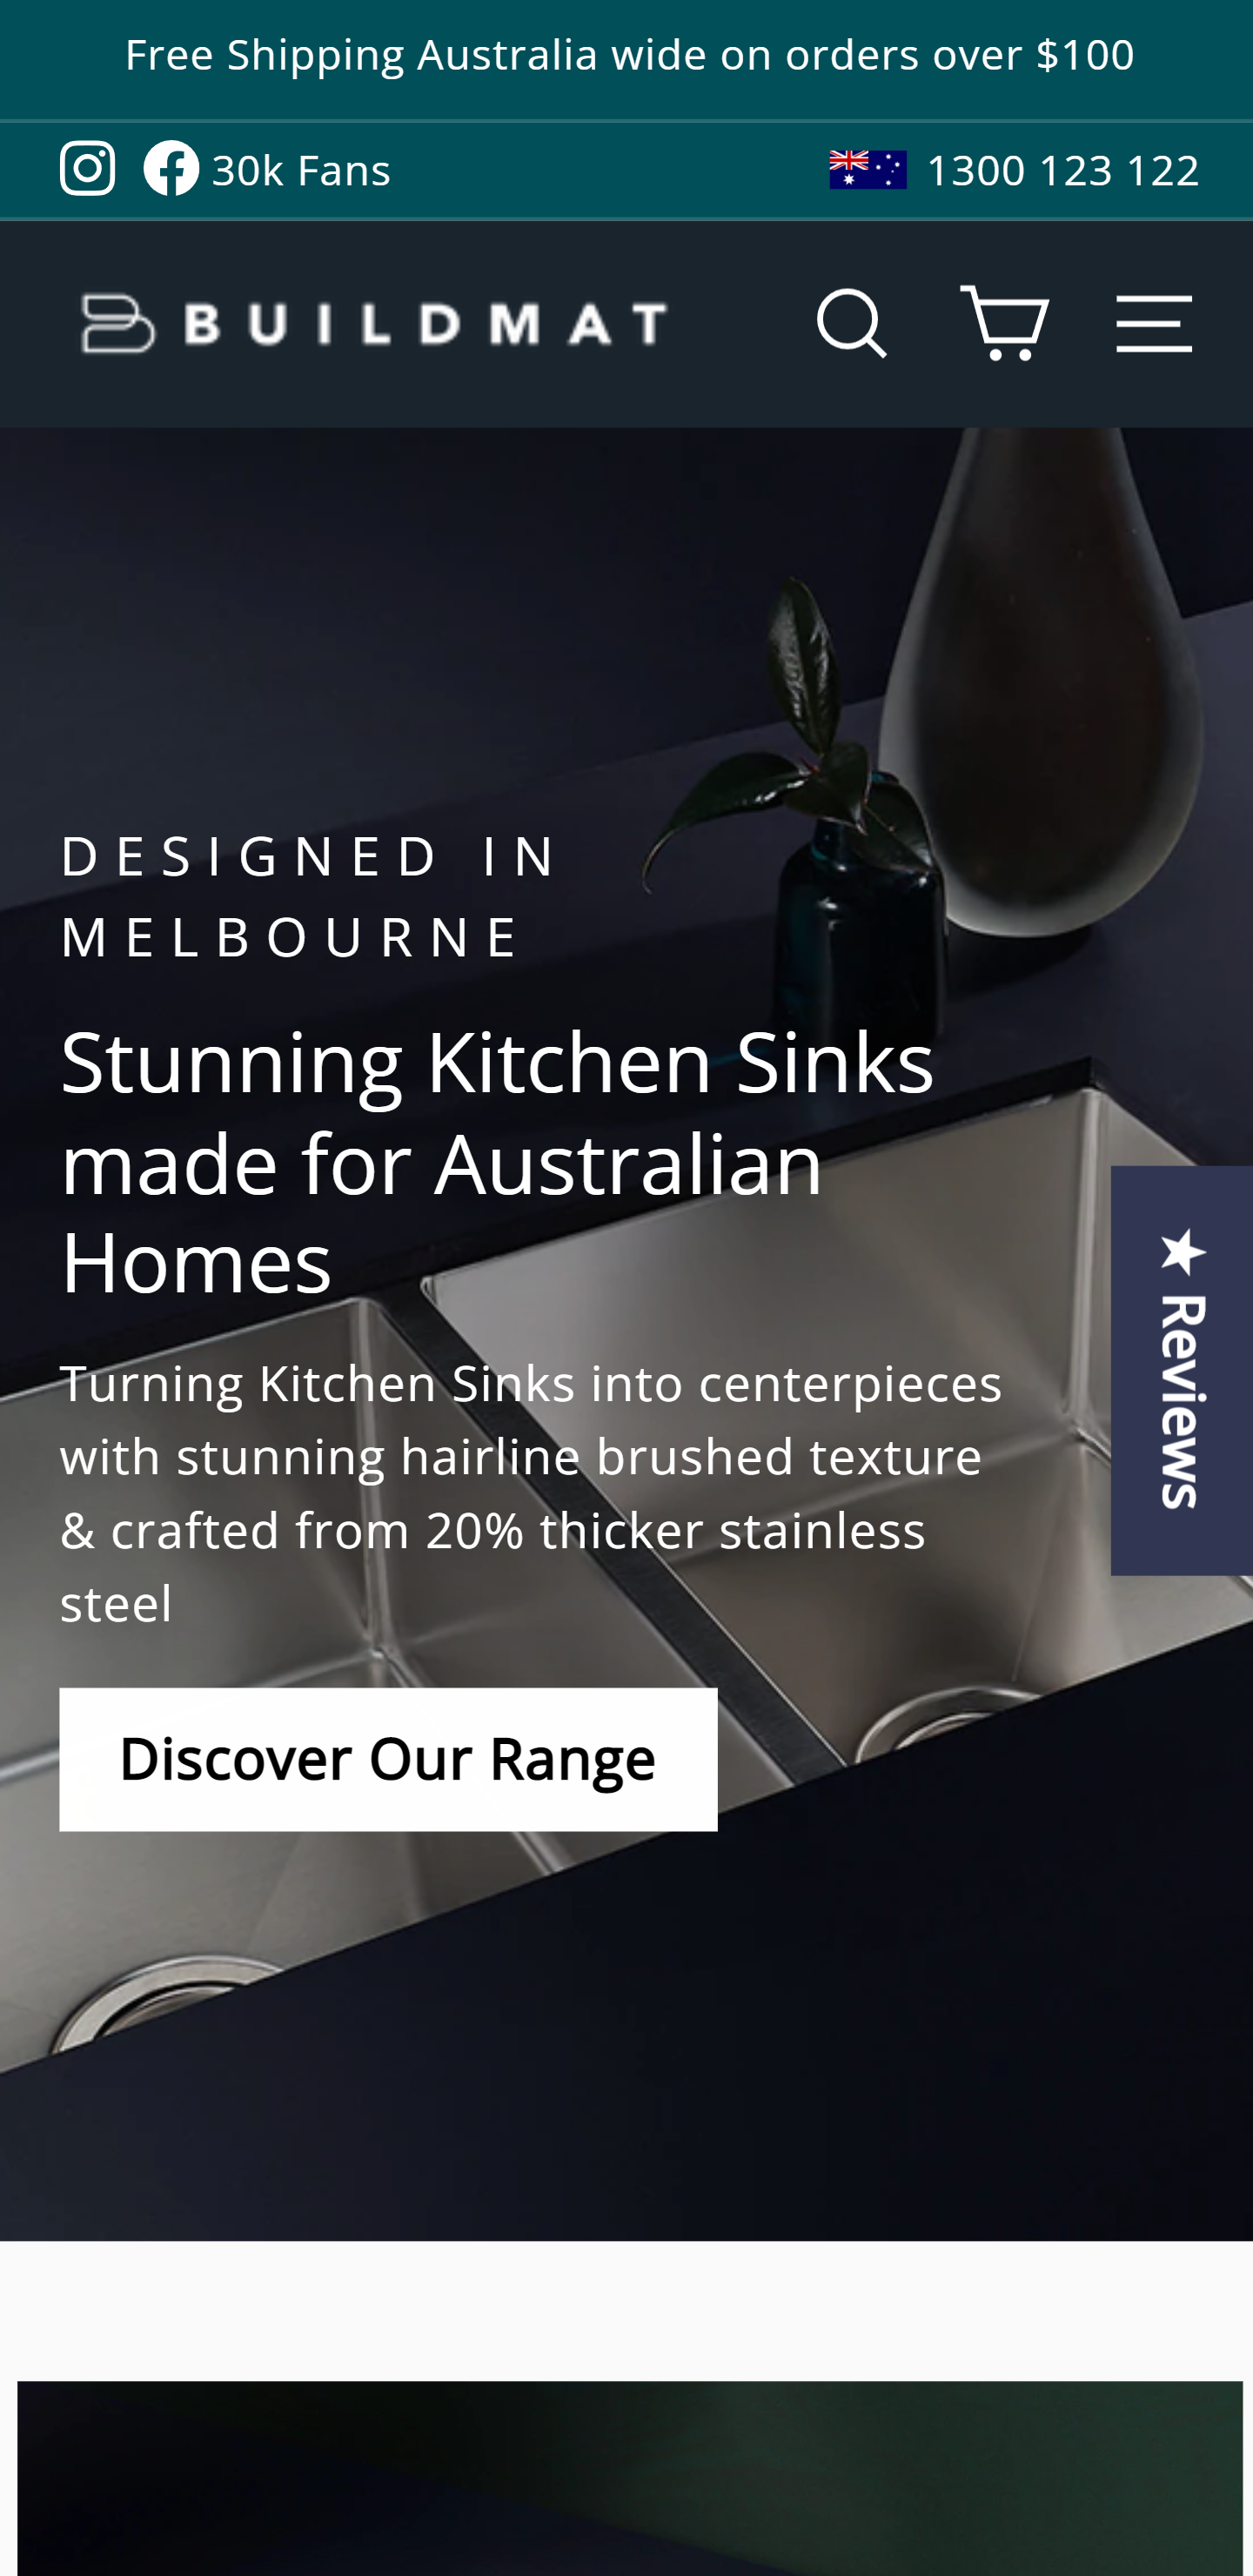 Free Shipping Australia wide on orders over $100
30k Fans
1300 123 122
BUILDMAT
DESIGNED IN
MELBOURNE
Stunning Kitchen Sinks
made for Australian
Homes
★ Reviews
Turning Kitchen Sinks into centerpieces
with stunning hairline brushed texture
& crafted from 20% thicker stainless
steel
Discover Our Range